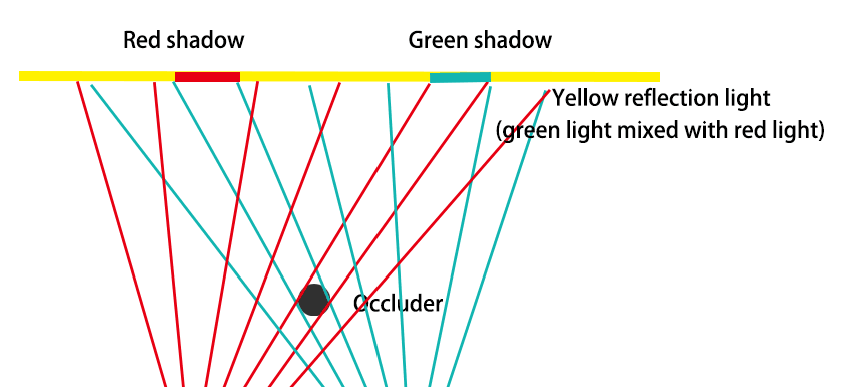 Red shadow
Green shadow
Yellow reflection light
(green light mixed with red light)
Occluder